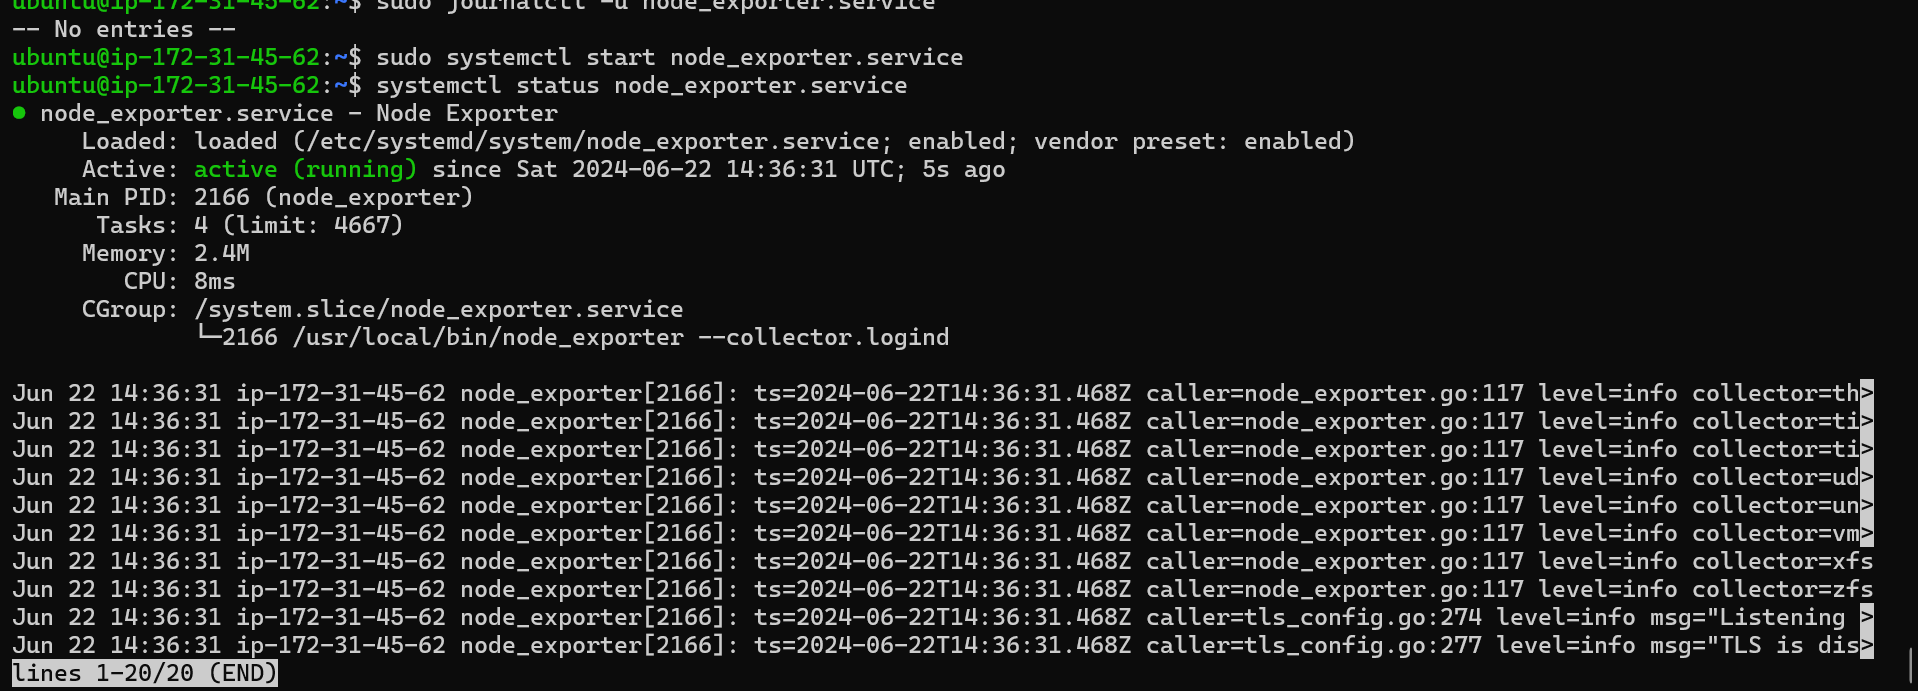 ubuntu@ip-172-31-45-62:~$ sudo journalctl -u node_exporter.service
-- No entries --
ubuntu@ip-172-31-45-62:~$ sudo systemctl start node_exporter.service
ubuntu@ip-172-31-45-62:~$ systemctl status node_exporter.service
● node_exporter.service - Node Exporter
     Loaded: loaded (/etc/systemd/system/node_exporter.service; enabled; vendor preset: enabled)
     Active: active (running) since Sat 2024-06-22 14:36:31 UTC; 5s ago
   Main PID: 2166 (node_exporter)
      Tasks: 4 (limit: 4667)
     Memory: 2.4M
        CPU: 8ms
     CGroup: /system.slice/node_exporter.service
             └─2166 /usr/local/bin/node_exporter --collector.logind
Jun 22 14:36:31 ip-172-31-45-62 node_exporter[2166]: ts=2024-06-22T14:36:31.468Z caller=node_exporter.go:117 level=info collector=th>
Jun 22 14:36:31 ip-172-31-45-62 node_exporter[2166]: ts=2024-06-22T14:36:31.468Z caller=node_exporter.go:117 level=info collector=ti>
Jun 22 14:36:31 ip-172-31-45-62 node_exporter[2166]: ts=2024-06-22T14:36:31.468Z caller=node_exporter.go:117 level=info collector=ti>
Jun 22 14:36:31 ip-172-31-45-62 node_exporter[2166]: ts=2024-06-22T14:36:31.468Z caller=node_exporter.go:117 level=info collector=ud>
Jun 22 14:36:31 ip-172-31-45-62 node_exporter[2166]: ts=2024-06-22T14:36:31.468Z caller=node_exporter.go:117 level=info collector=un>
Jun 22 14:36:31 ip-172-31-45-62 node_exporter[2166]: ts=2024-06-22T14:36:31.468Z caller=node_exporter.go:117 level=info collector=vm>
Jun 22 14:36:31 ip-172-31-45-62 node_exporter[2166]: ts=2024-06-22T14:36:31.468Z caller=node_exporter.go:117 level=info collector=xfs
Jun 22 14:36:31 ip-172-31-45-62 node_exporter[2166]: ts=2024-06-22T14:36:31.468Z caller=node_exporter.go:117 level=info collector=zfs
Jun 22 14:36:31 ip-172-31-45-62 node_exporter[2166]: ts=2024-06-22T14:36:31.468Z caller=tls_config.go:274 level=info msg="Listening >
Jun 22 14:36:31 ip-172-31-45-62 node_exporter[2166]: ts=2024-06-22T14:36:31.468Z caller=tls_config.go:277 level=info msg="TLS is dis>
lines 1-20/20 (END)